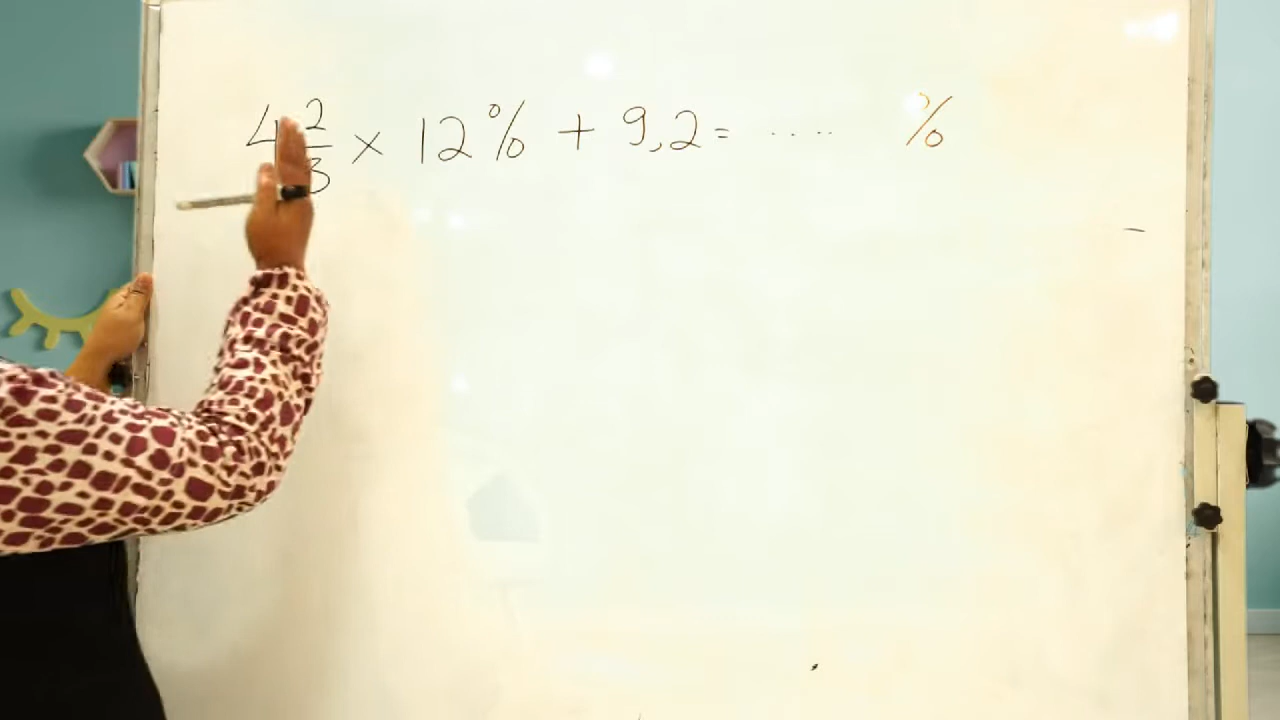 4 2/3 × 12% + 9,2 = ..... %